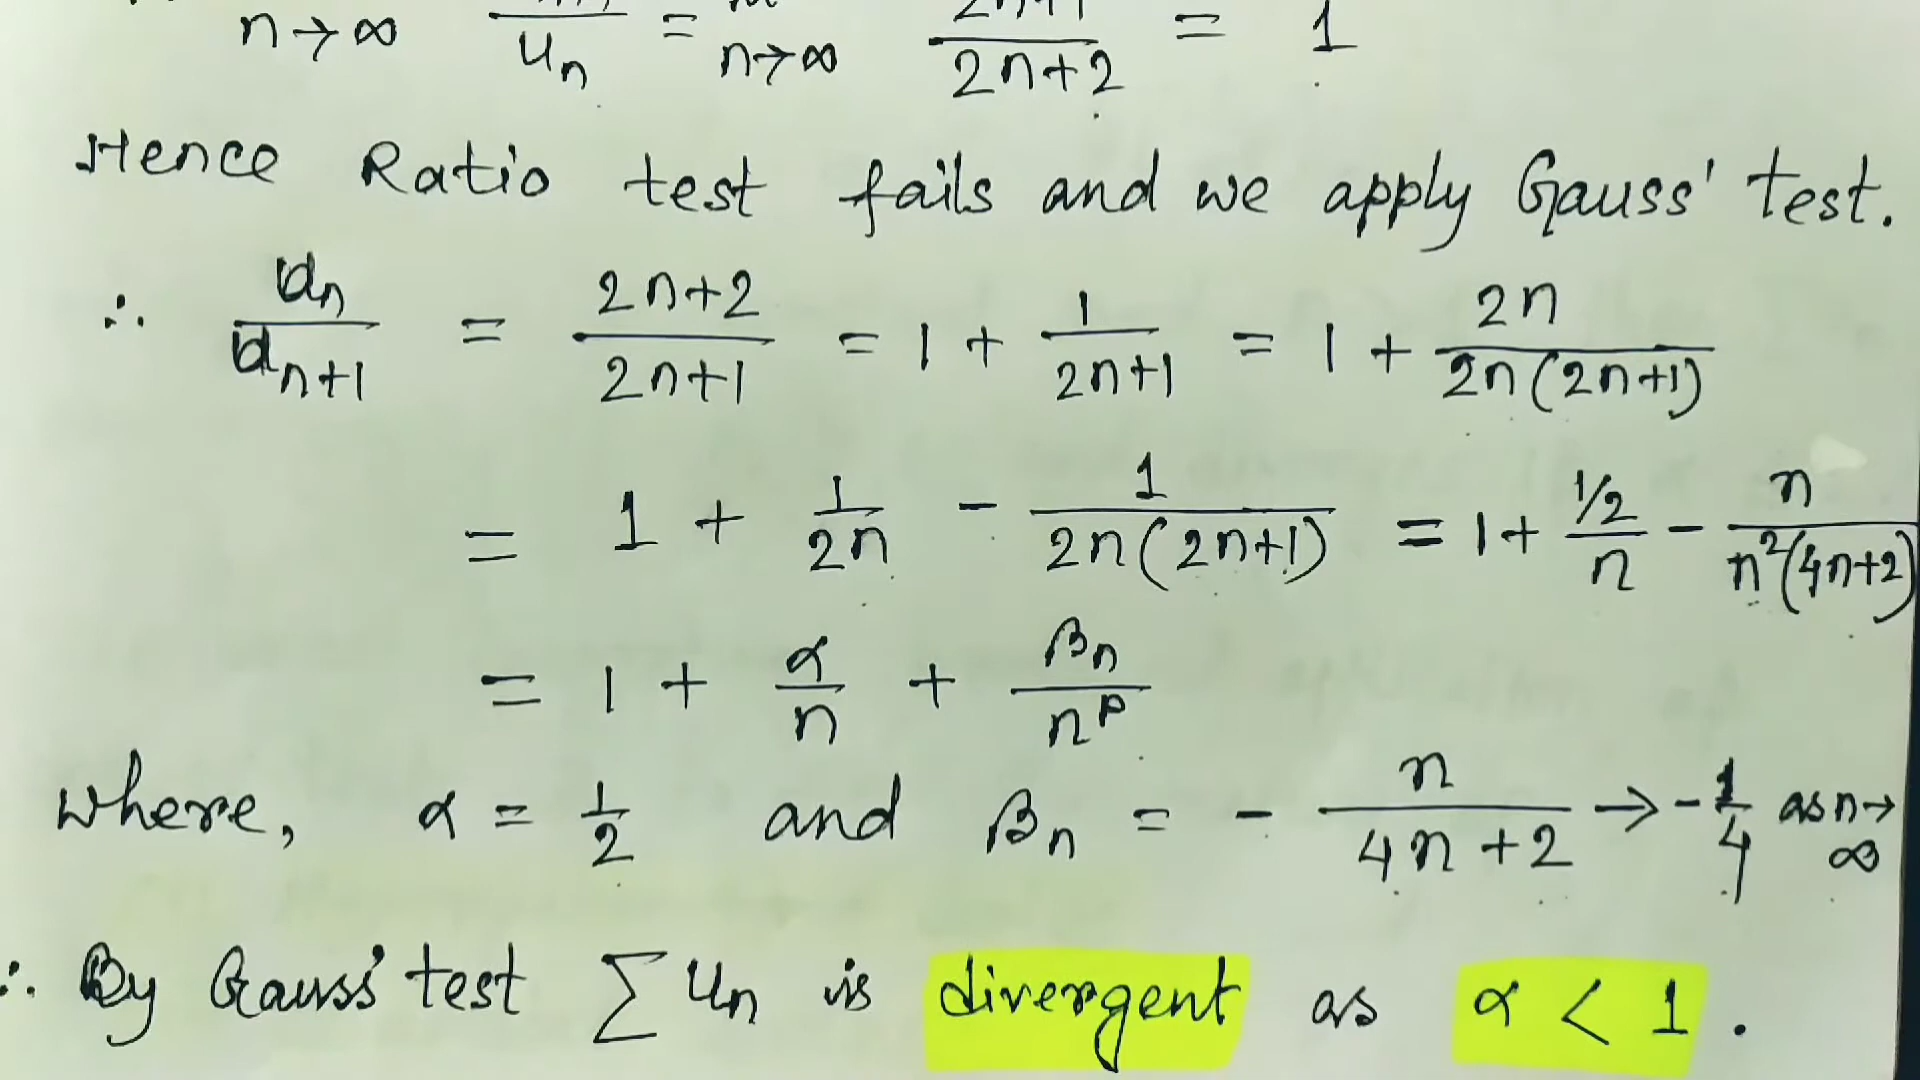 n→∞ / u_n = n→∞ / 2n+2 = 1
Hence Ratio test fails and we apply Gauss' test.
∴ u_n / u_{n+1} = (2n+2)/(2n+1) = 1 + 1/(2n+1) = 1 + 2n/(2n(2n+1))
= 1 + 1/(2n) - 1/(2n(2n+1)) = 1 + (1/2)/n - n/(n²(4n+2)
= 1 + α/n + β_n/n^p
where, α = 1/2 and β_n = - n/(4n+2) → -1/4 as n→∞
∴ By Gauss' test Σ u_n is divergent as α < 1.